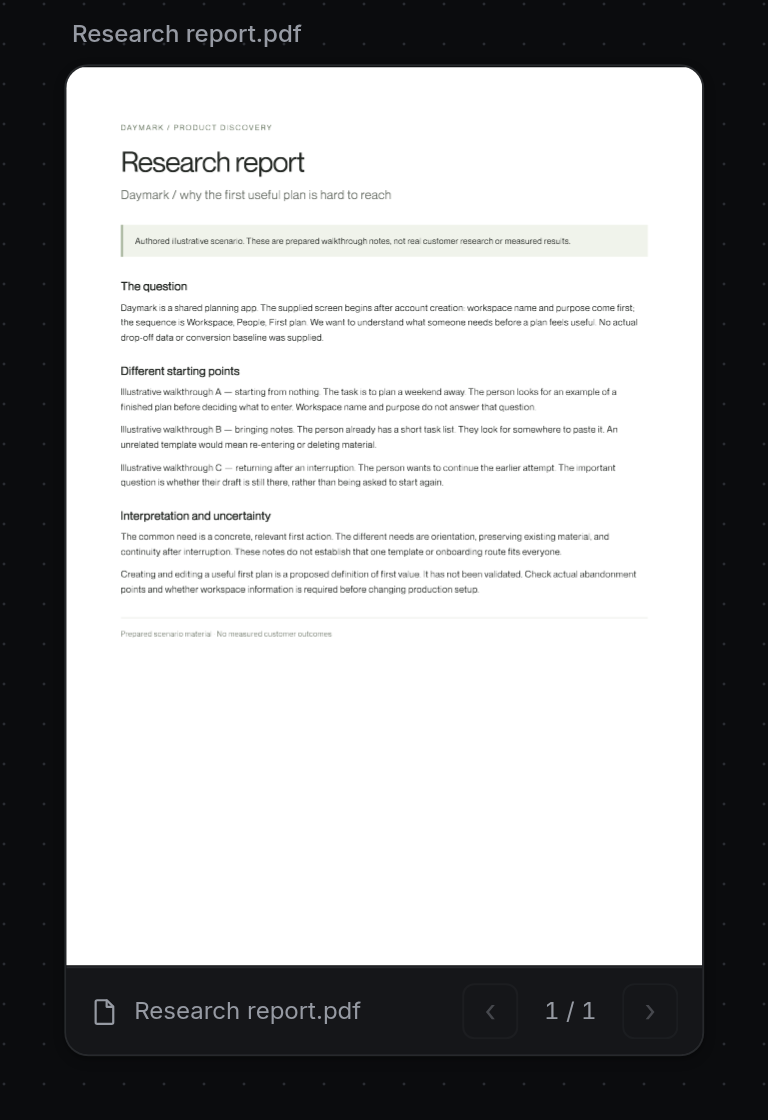 Research report.pdf
DAYMARK / PRODUCT DISCOVERY
Research report
Daymark / why the first useful plan is hard to reach
Authored illustrative scenario. These are prepared walkthrough notes, not real customer research or measured results.
The question
Daymark is a shared planning app. The supplied screen begins after account creation: workspace name and purpose come first;
the sequence is Workspace, People, First plan. We want to understand what someone needs before a plan feels useful. No actual
drop-off data or conversion baseline was supplied.
Different starting points
Illustrative walkthrough A — starting from nothing. The task is to plan a weekend away. The person looks for an example of a
finished plan before deciding what to enter. Workspace name and purpose do not answer that question.
Illustrative walkthrough B — bringing notes. The person already has a short task list. They look for somewhere to paste it. An
unrelated template would mean re-entering or deleting material.
Illustrative walkthrough C — returning after an interruption. The person wants to continue the earlier attempt. The important
question is whether their draft is still there, rather than being asked to start again.
Interpretation and uncertainty
The common need is a concrete, relevant first action. The different needs are orientation, preserving existing material, and
continuity after interruption. These notes do not establish that one template or onboarding route fits everyone.
Creating and editing a useful first plan is a proposed definition of first value. It has not been validated. Check actual abandonment
points and whether workspace information is required before changing production setup.
Prepared scenario material. No measured customer outcomes.
Research report.pdf
1 / 1